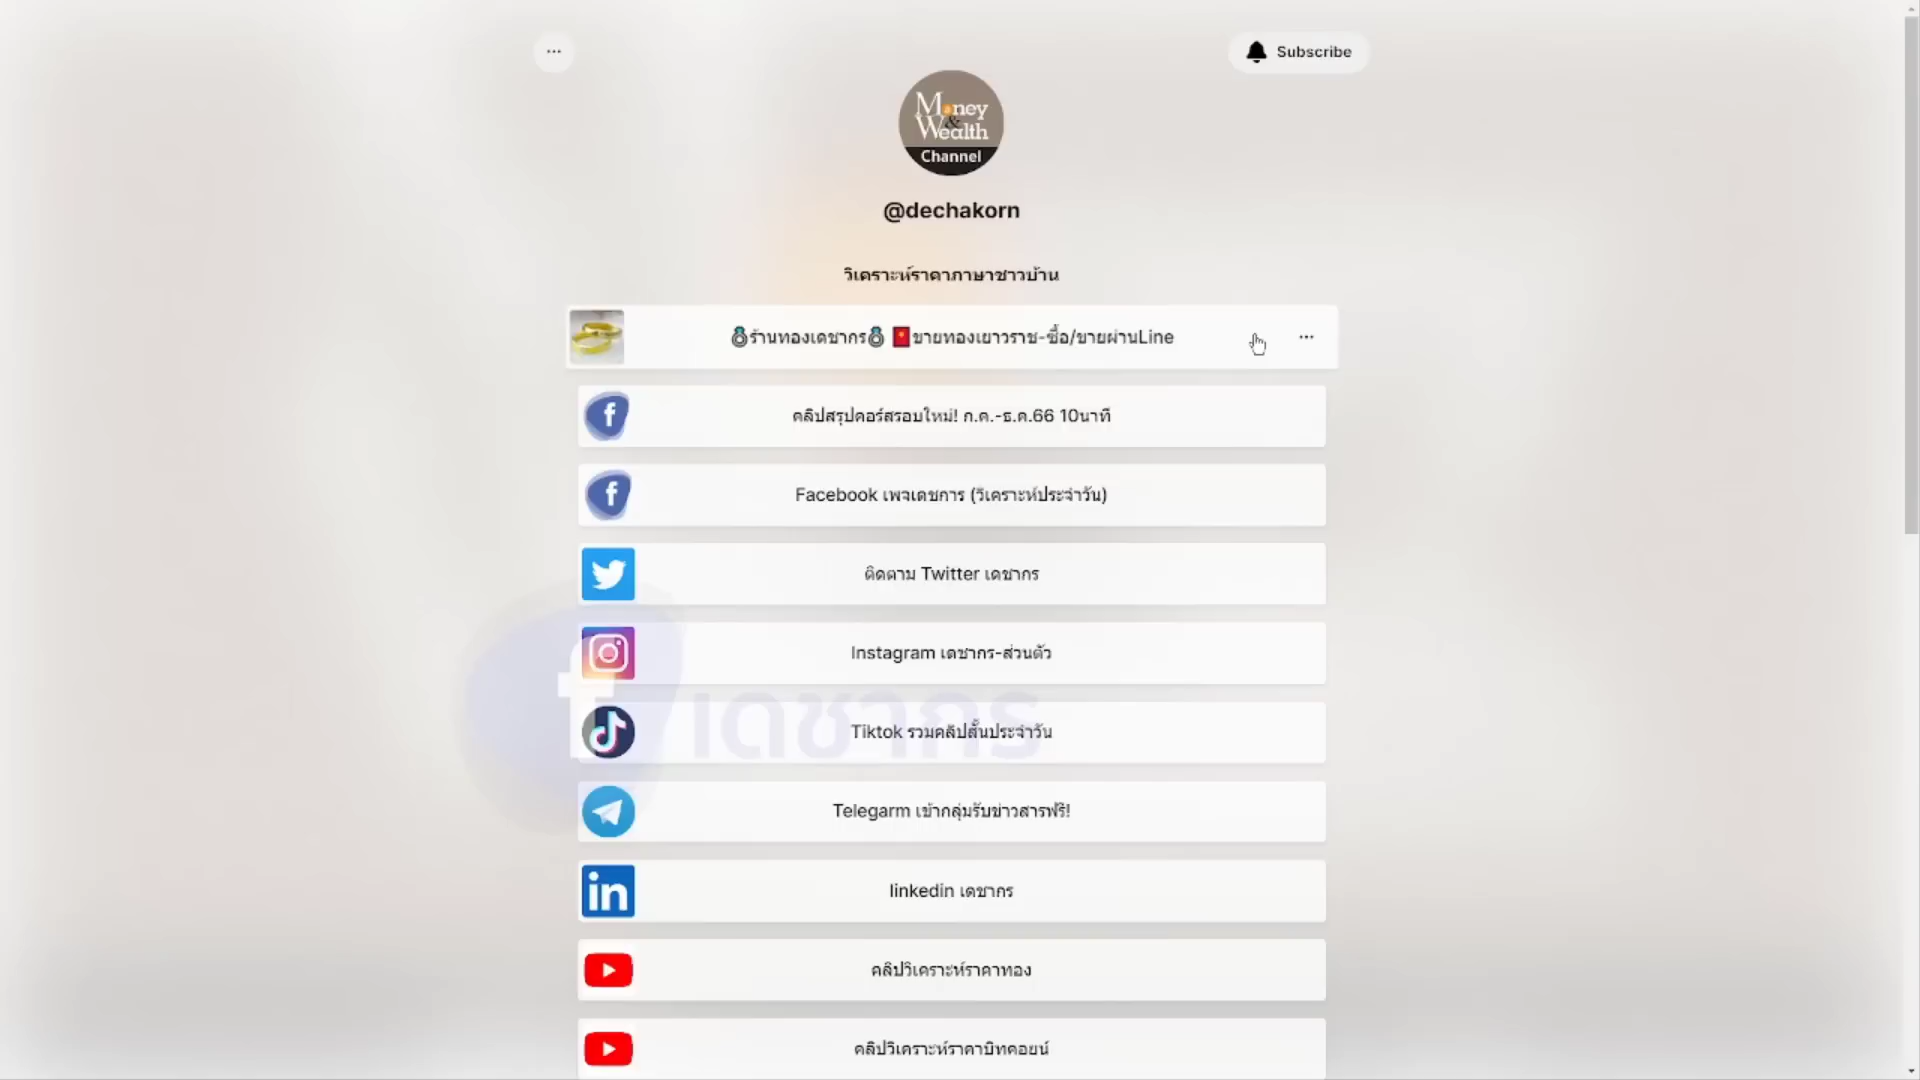 Subscribe
Money
&
Wealth
Channel
@dechakorn
วิเคราะห์ราคาภาษาชาวบ้าน
ร้านทองเดชากร ขายทองเยาวราช-ซื้อ/ขายผ่านLine
คลิปสรุปคอร์สรอบใหม่! ก.ค.-ธ.ค.66 10นาที
Facebook เพจเดชการ (วิเคราะห์ประจำวัน)
ติดตาม Twitter เดชากร
Instagram เดชากร-ส่วนตัว
เดชากร
Tiktok รวมคลิปสั้นประจำวัน
Telegarm เข้ากลุ่มรับข่าวสารฟรี!
linkedin เดชากร
คลิปวิเคราะห์ราคาทอง
คลิปวิเคราะห์ราคาบิทคอยน์